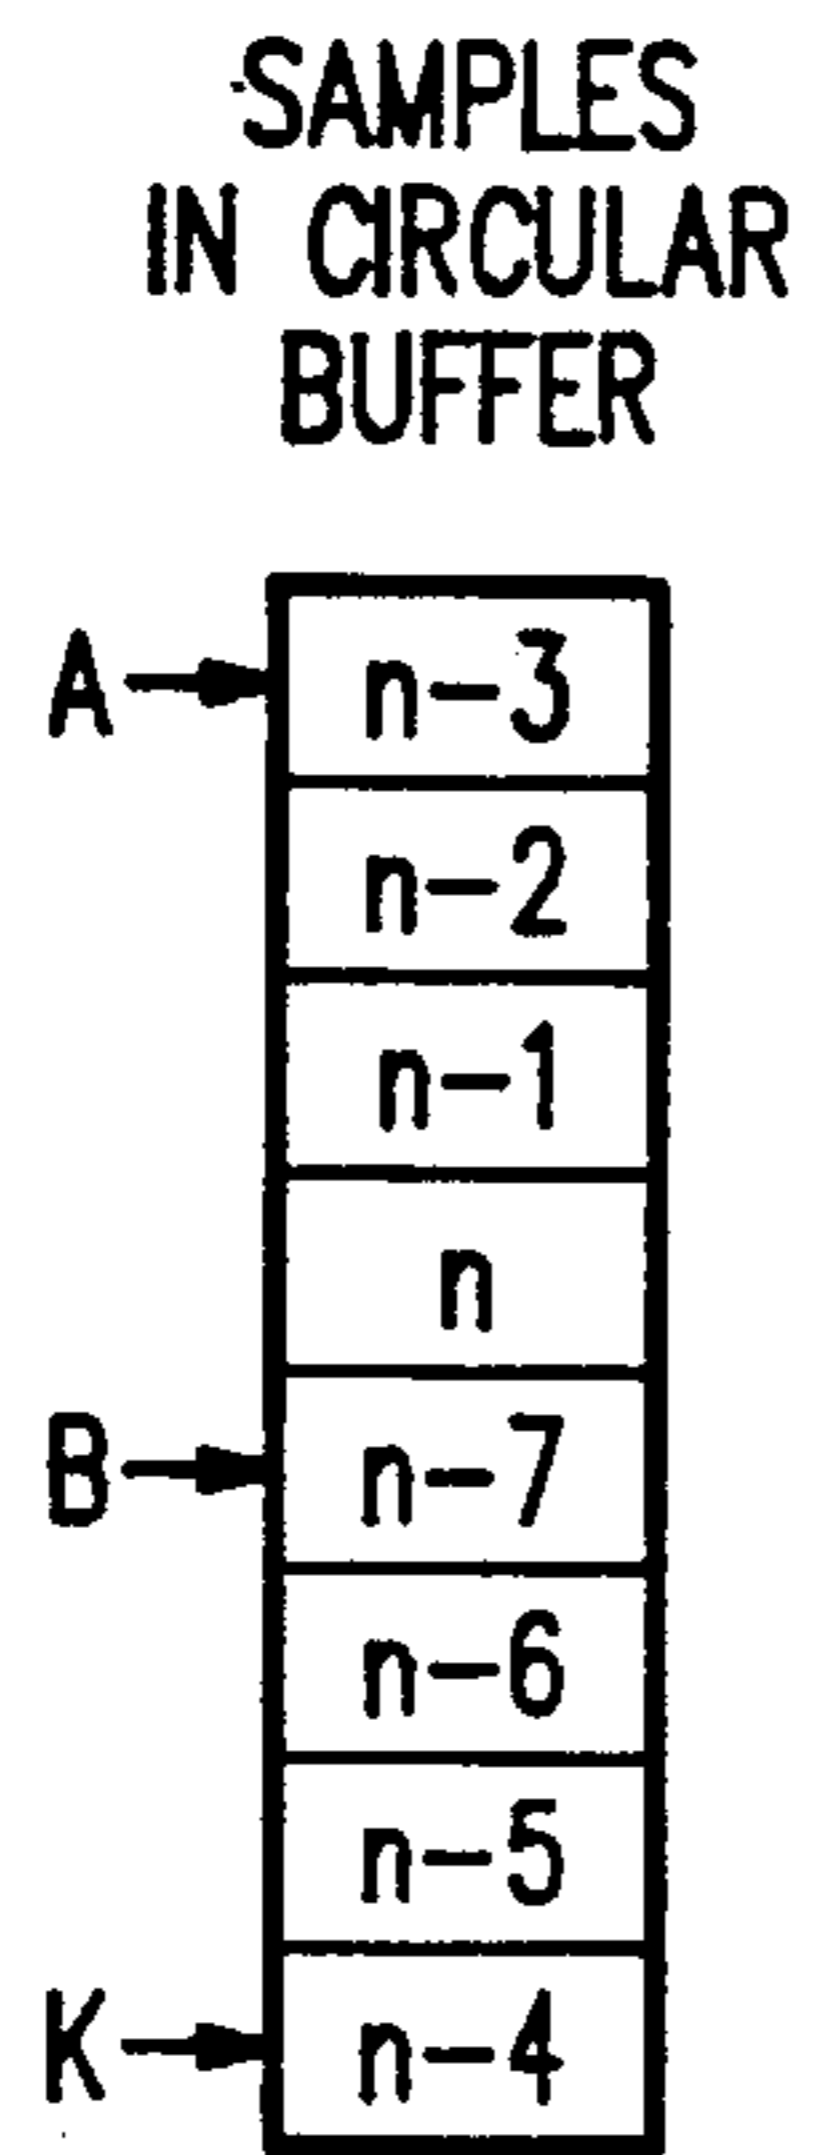 SAMPLES
IN CIRCULAR
BUFFER
A n-3
n-2
n-1
n
B n-7
n-6
n-5
K n-4